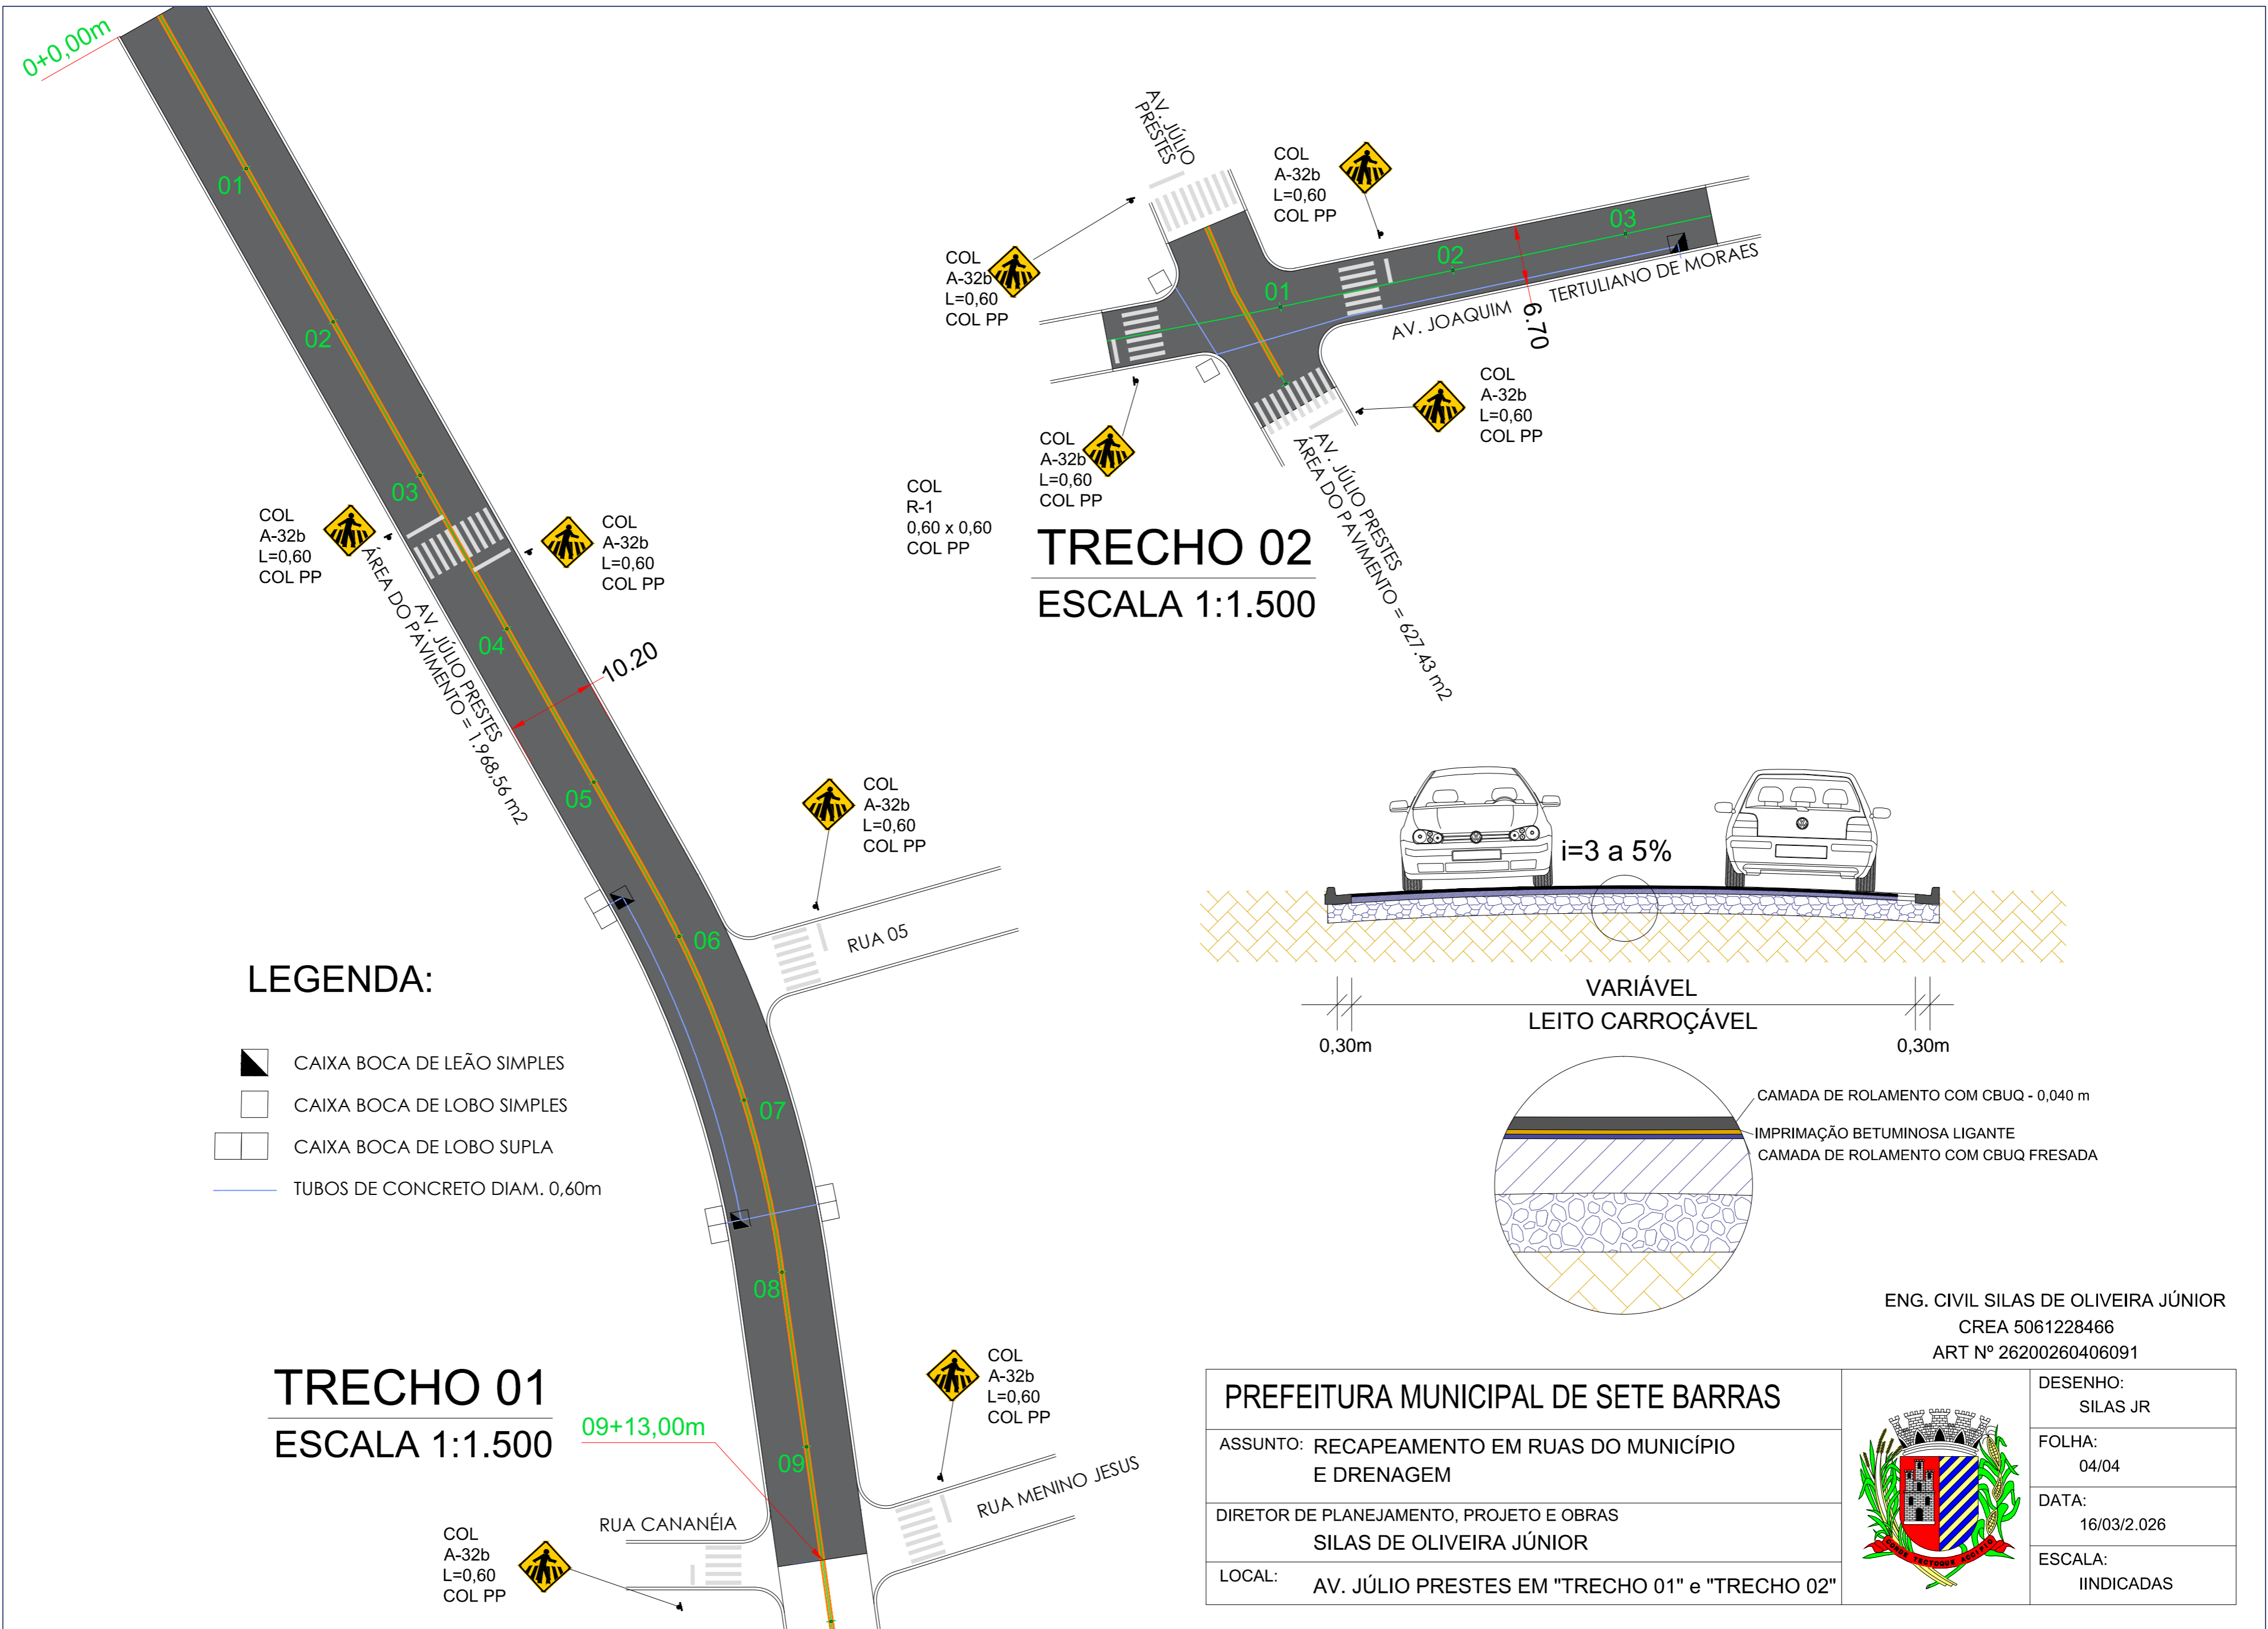 0+0,00m
01
02
03
COL
A-32b
L=0,60
COL PP
COL
A-32b
L=0,60
COL PP
04
AV. JÚLIO PRESTES
ÁREA DO PAVIMENTO = 1.968,56 m2
10.20
05
COL
A-32b
L=0,60
COL PP
06
RUA 05
07
08
09
09+13,00m
COL
A-32b
L=0,60
COL PP
RUA MENINO JESUS
RUA CANANÉIA
COL
A-32b
L=0,60
COL PP
LEGENDA:
CAIXA BOCA DE LEÃO SIMPLES
CAIXA BOCA DE LOBO SIMPLES
CAIXA BOCA DE LOBO SUPLA
TUBOS DE CONCRETO DIAM. 0,60m
TRECHO 01
ESCALA 1:1.500
AV. JÚLIO
PRESTES
COL
A-32b
L=0,60
COL PP
COL
A-32b
L=0,60
COL PP
01
02
03
AV. JOAQUIM TERTULIANO DE MORAES
6.70
COL
A-32b
L=0,60
COL PP
COL
A-32b
L=0,60
COL PP
AV. JÚLIO PRESTES
ÁREA DO PAVIMENTO = 627.43 m2
COL
R-1
0,60 x 0,60
COL PP
TRECHO 02
ESCALA 1:1.500
i=3 a 5%
VARIÁVEL
LEITO CARROÇÁVEL
0,30m
0,30m
CAMADA DE ROLAMENTO COM CBUQ - 0,040 m
IMPRIMAÇÃO BETUMINOSA LIGANTE
CAMADA DE ROLAMENTO COM CBUQ FRESADA
ENG. CIVIL SILAS DE OLIVEIRA JÚNIOR
CREA 5061228466
ART Nº 26200260406091
PREFEITURA MUNICIPAL DE SETE BARRAS
ASSUNTO: RECAPEAMENTO EM RUAS DO MUNICÍPIO
E DRENAGEM
DIRETOR DE PLANEJAMENTO, PROJETO E OBRAS
SILAS DE OLIVEIRA JÚNIOR
LOCAL: AV. JÚLIO PRESTES EM "TRECHO 01" e "TRECHO 02"
DESENHO:
SILAS JR
FOLHA:
04/04
DATA:
16/03/2.026
ESCALA:
IINDICADAS